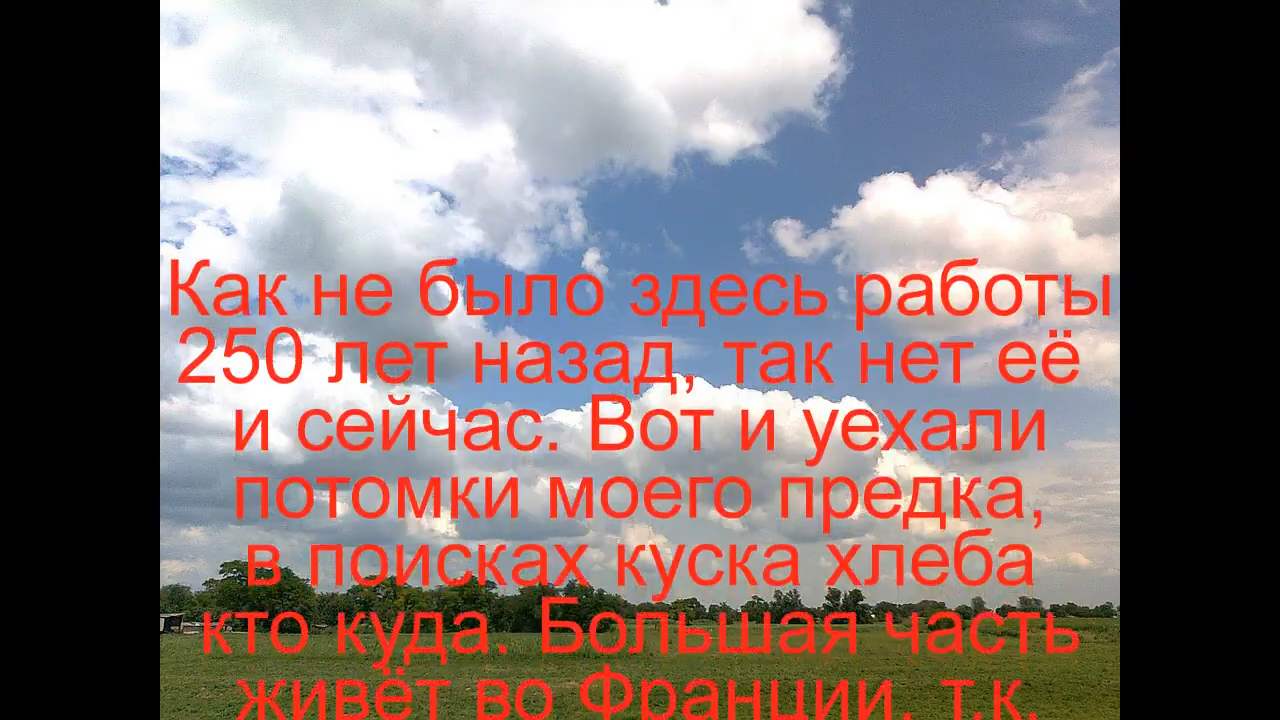 Как не было здесь работы
250 лет назад, так нет её
и сейчас. Вот и уехали
потомки моего предка,
в поисках куска хлеба
кто куда. Большая часть
живёт во Франции, т.к.